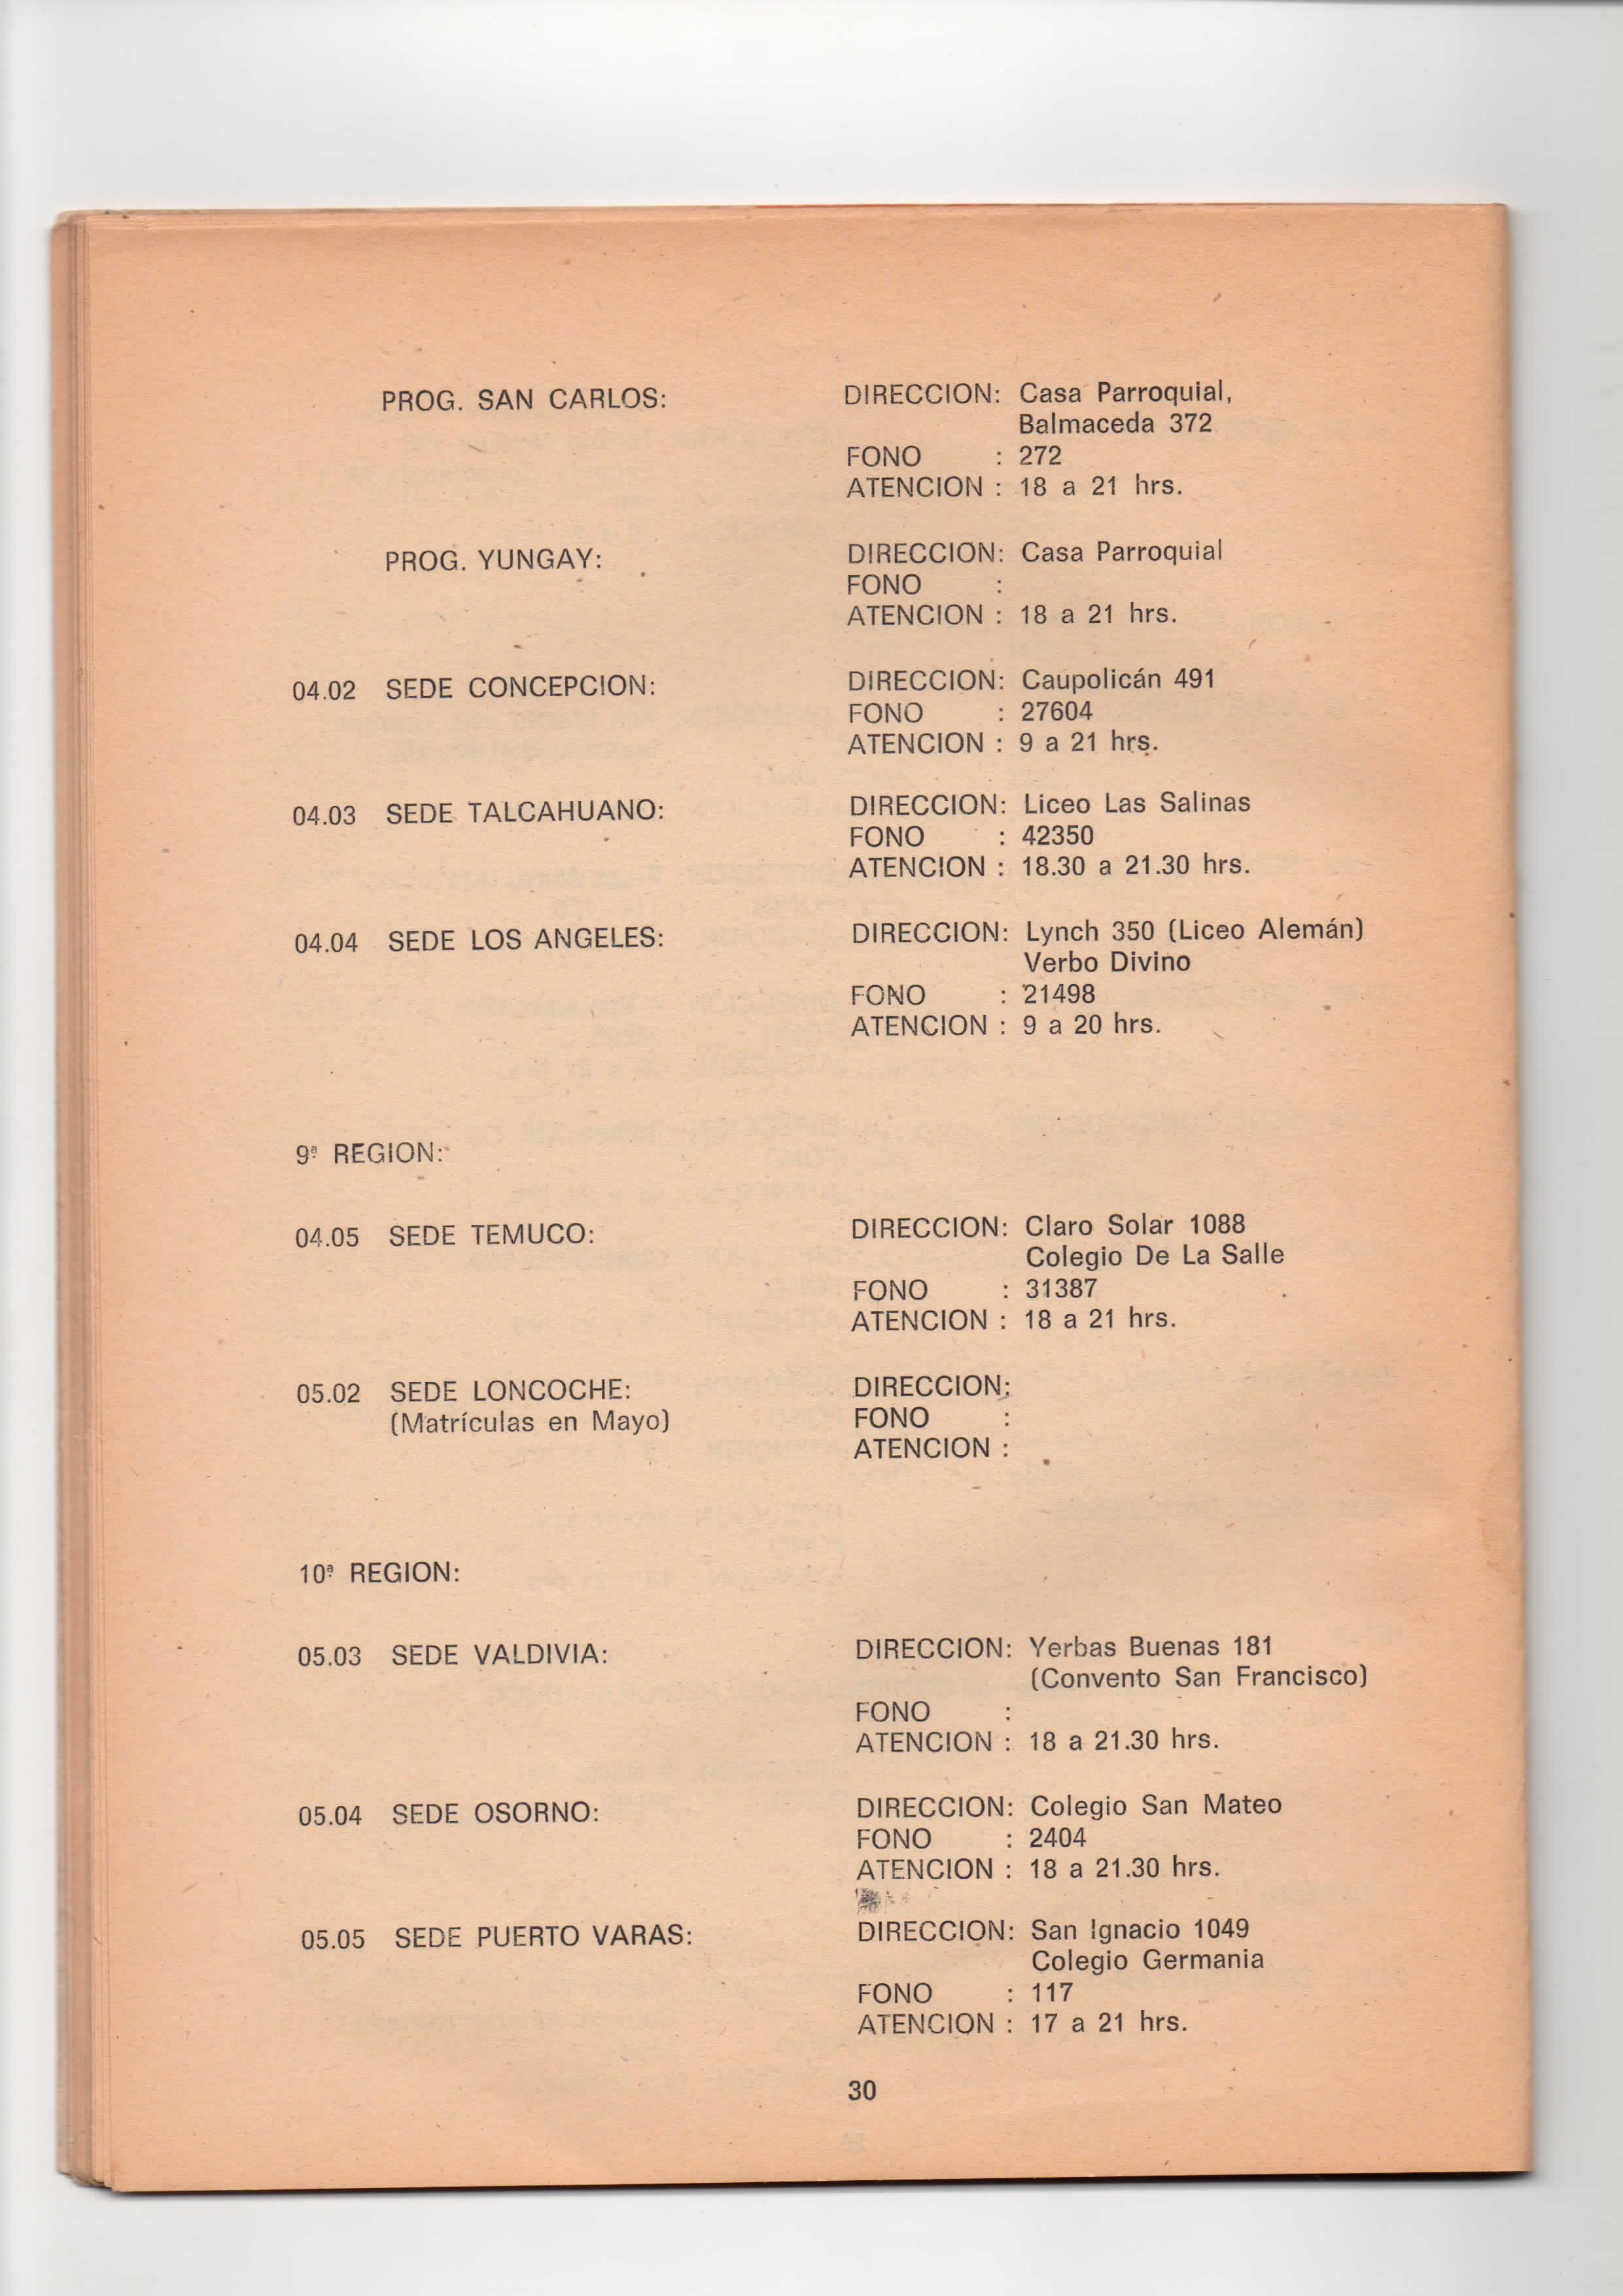 PROG. SAN CARLOS: DIRECCION: Casa Parroquial,
Balmaceda 372
FONO : 272
ATENCION : 18 a 21 hrs.
PROG. YUNGAY: DIRECCION: Casa Parroquial
FONO :
ATENCION : 18 a 21 hrs.
04.02 SEDE CONCEPCION: DIRECCION: Caupolicán 491
FONO : 27604
ATENCION : 9 a 21 hrs.
04.03 SEDE TALCAHUANO: DIRECCION: Liceo Las Salinas
FONO : 42350
ATENCION : 18.30 a 21.30 hrs.
04.04 SEDE LOS ANGELES: DIRECCION: Lynch 350 (Liceo Alemán)
Verbo Divino
FONO : 21498
ATENCION : 9 a 20 hrs.
9ª REGION:
04.05 SEDE TEMUCO: DIRECCION: Claro Solar 1088
Colegio De La Salle
FONO : 31387
ATENCION : 18 a 21 hrs.
05.02 SEDE LONCOCHE: DIRECCION:
(Matrículas en Mayo) FONO :
ATENCION :
10ª REGION:
05.03 SEDE VALDIVIA: DIRECCION: Yerbas Buenas 181
(Convento San Francisco)
FONO :
ATENCION : 18 a 21.30 hrs.
05.04 SEDE OSORNO: DIRECCION: Colegio San Mateo
FONO : 2404
ATENCION : 18 a 21.30 hrs.
05.05 SEDE PUERTO VARAS: DIRECCION: San Ignacio 1049
Colegio Germania
FONO : 117
ATENCION : 17 a 21 hrs.
30